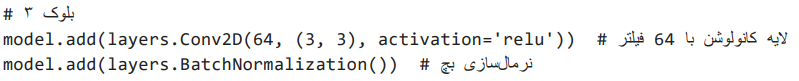 # بلوک ۳
model.add(layers.Conv2D(64, (3, 3), activation='relu'))  # لایه کانولوشن با 64 فیلتر
model.add(layers.BatchNormalization())  # نرمال‌سازی بچ